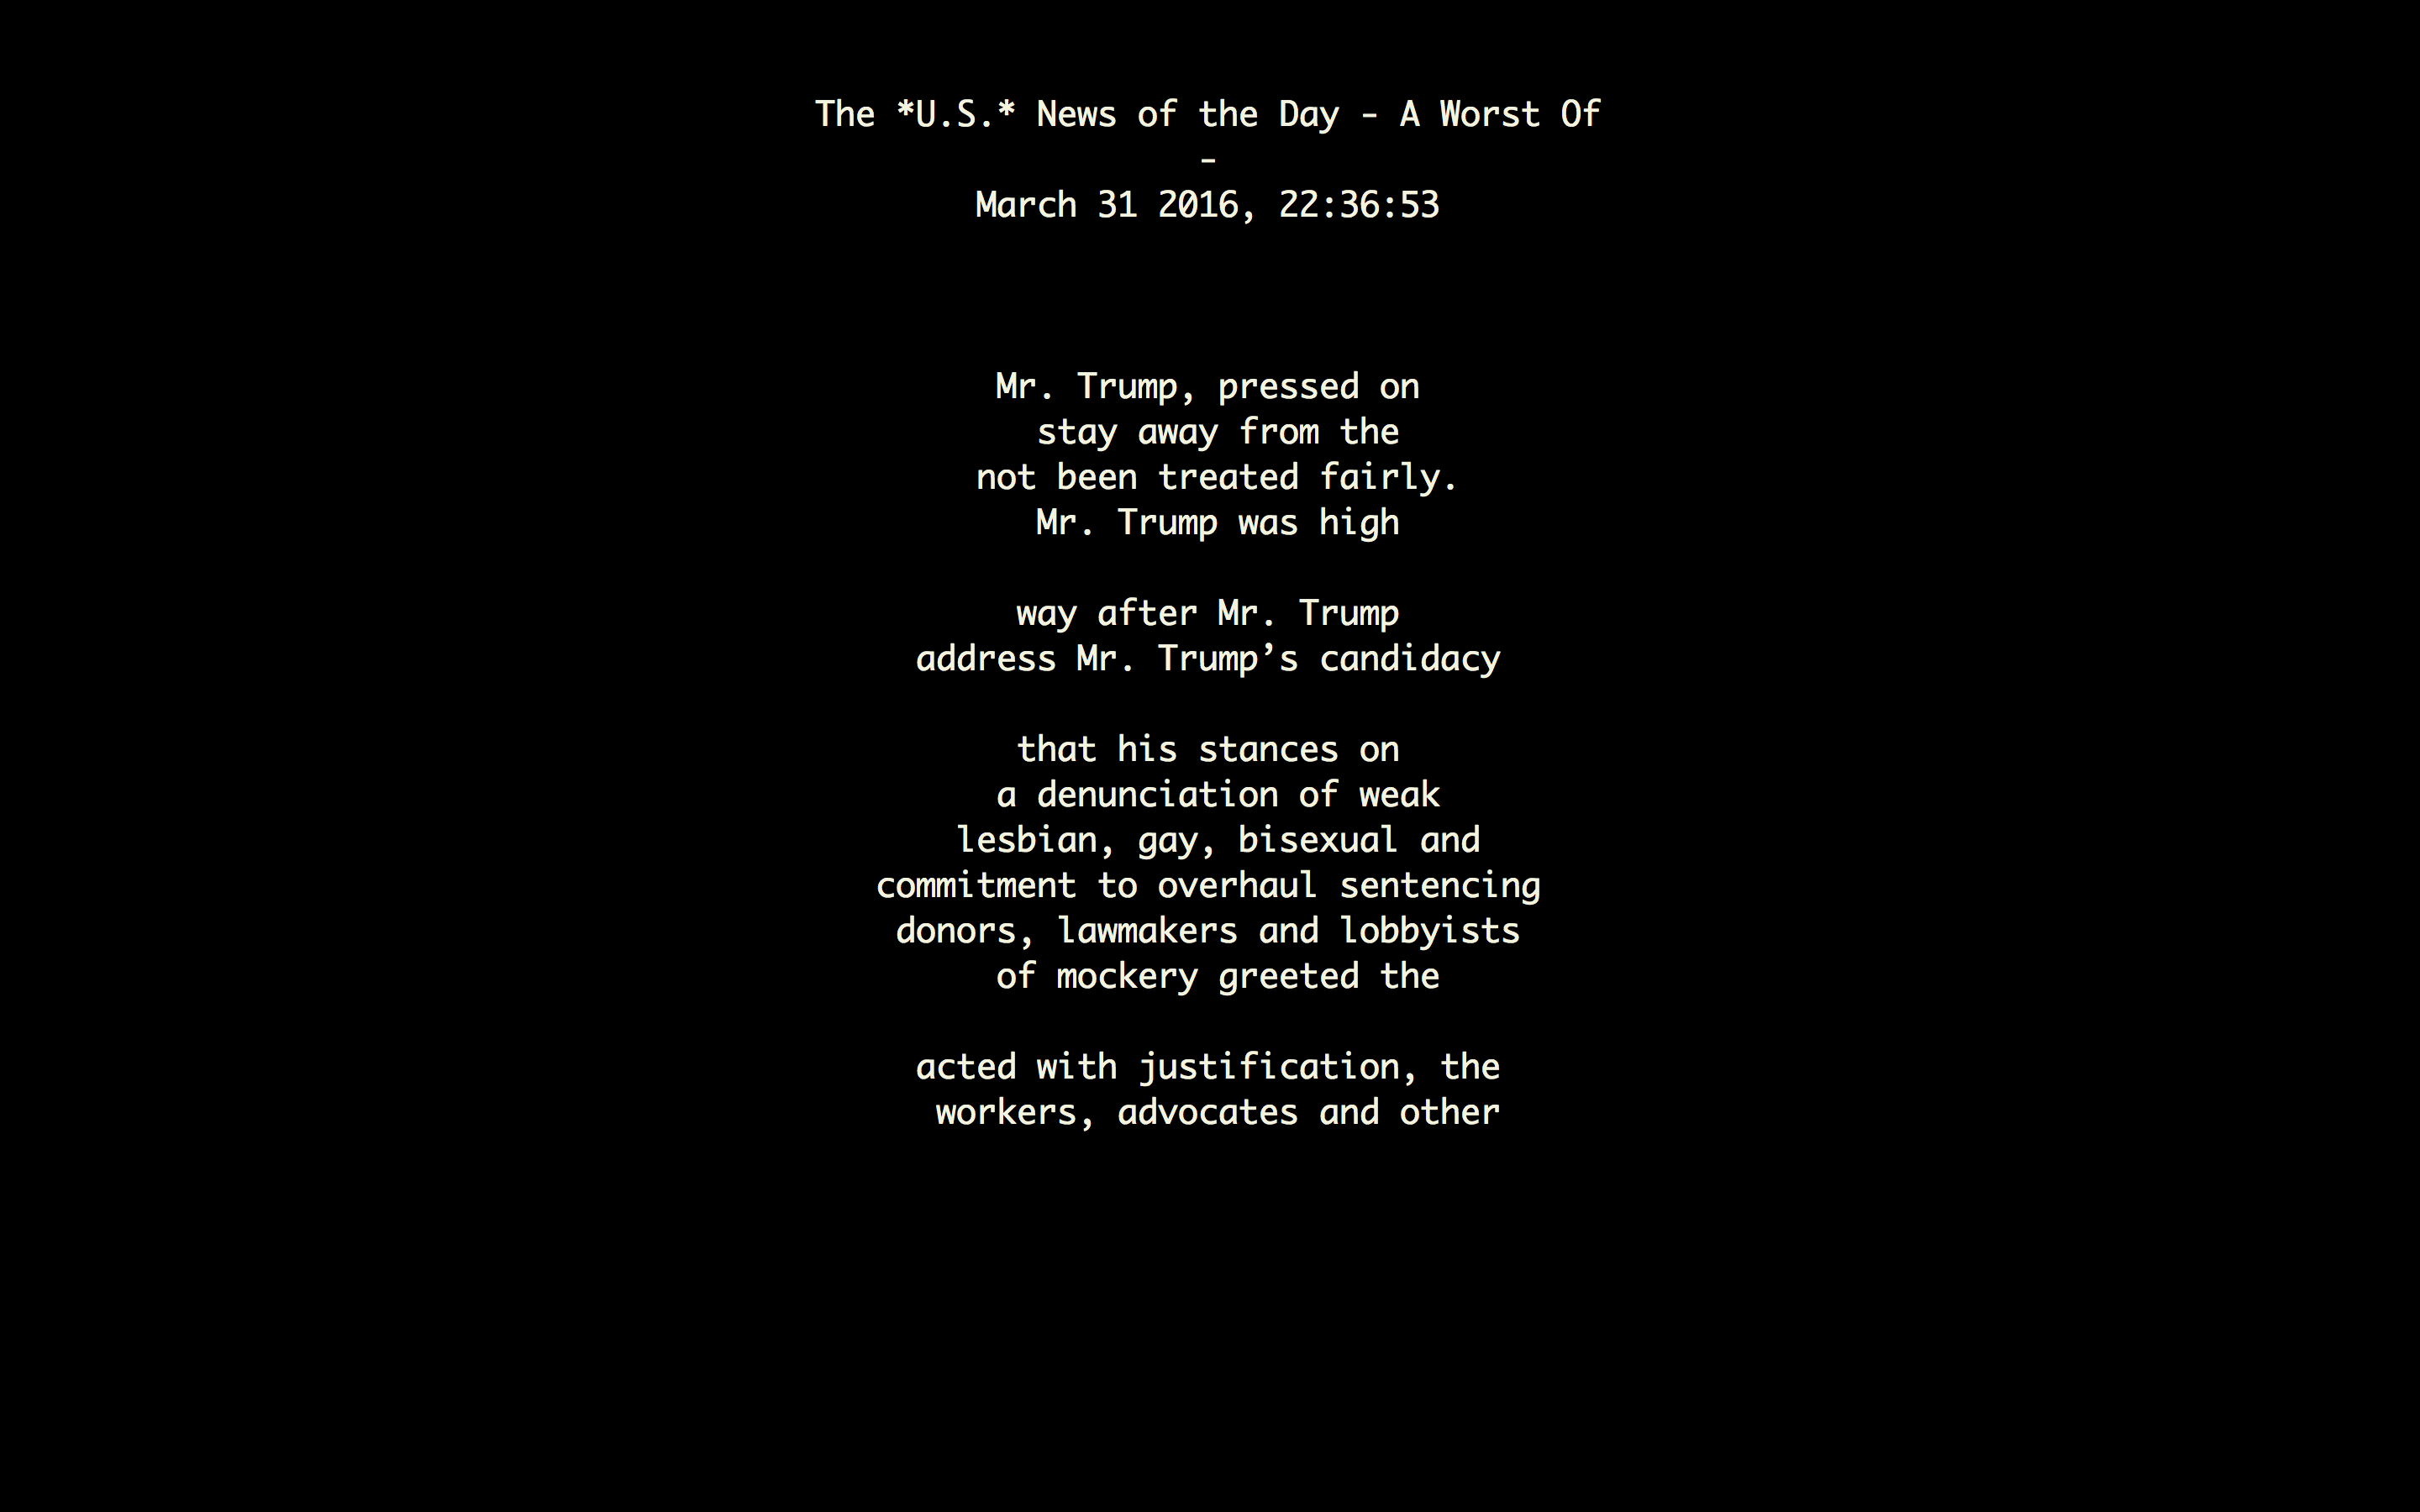 The *U.S.* News of the Day - A Worst Of
-
March 31 2016, 22:36:53
Mr. Trump, pressed on
stay away from the
not been treated fairly.
Mr. Trump was high
way after Mr. Trump
address Mr. Trump’s candidacy
that his stances on
a denunciation of weak
lesbian, gay, bisexual and
commitment to overhaul sentencing
donors, lawmakers and lobbyists
of mockery greeted the
acted with justification, the
workers, advocates and other